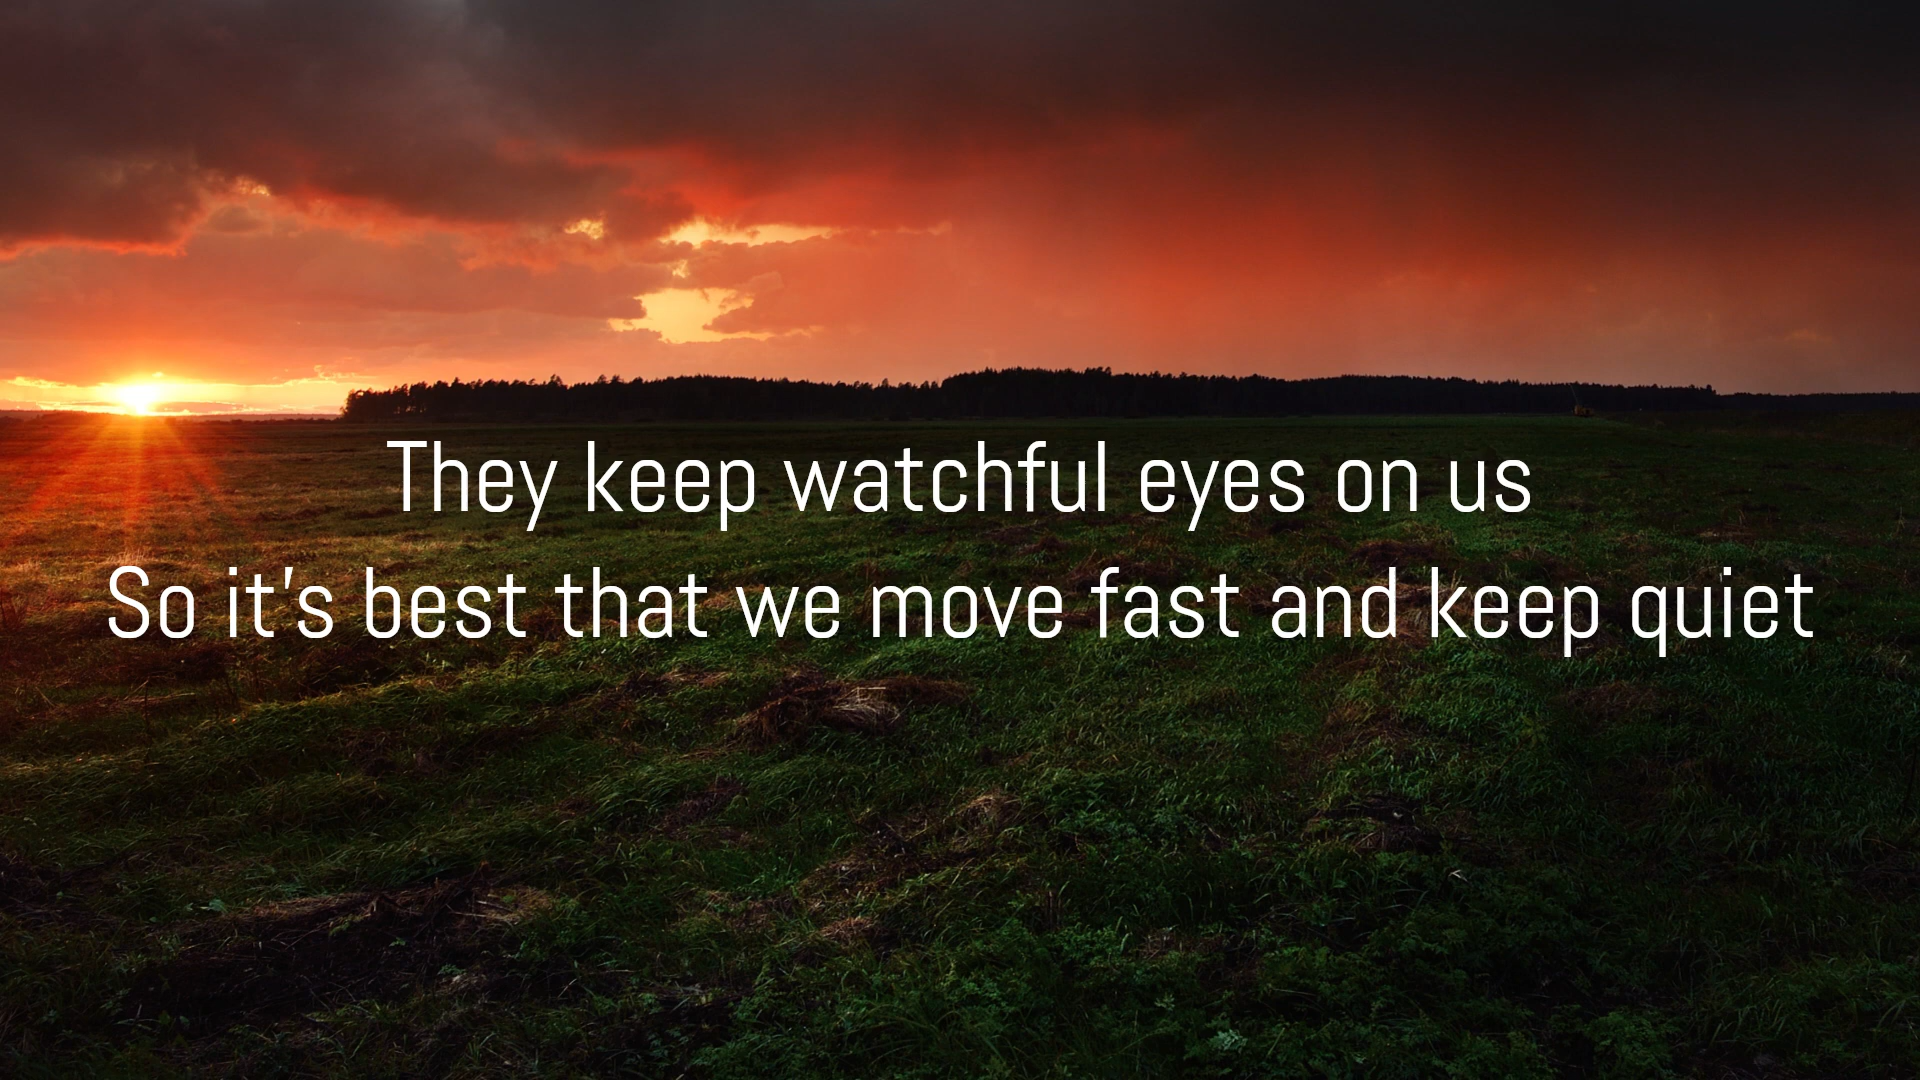 They keep watchful eyes on us
So it's best that we move fast and keep quiet